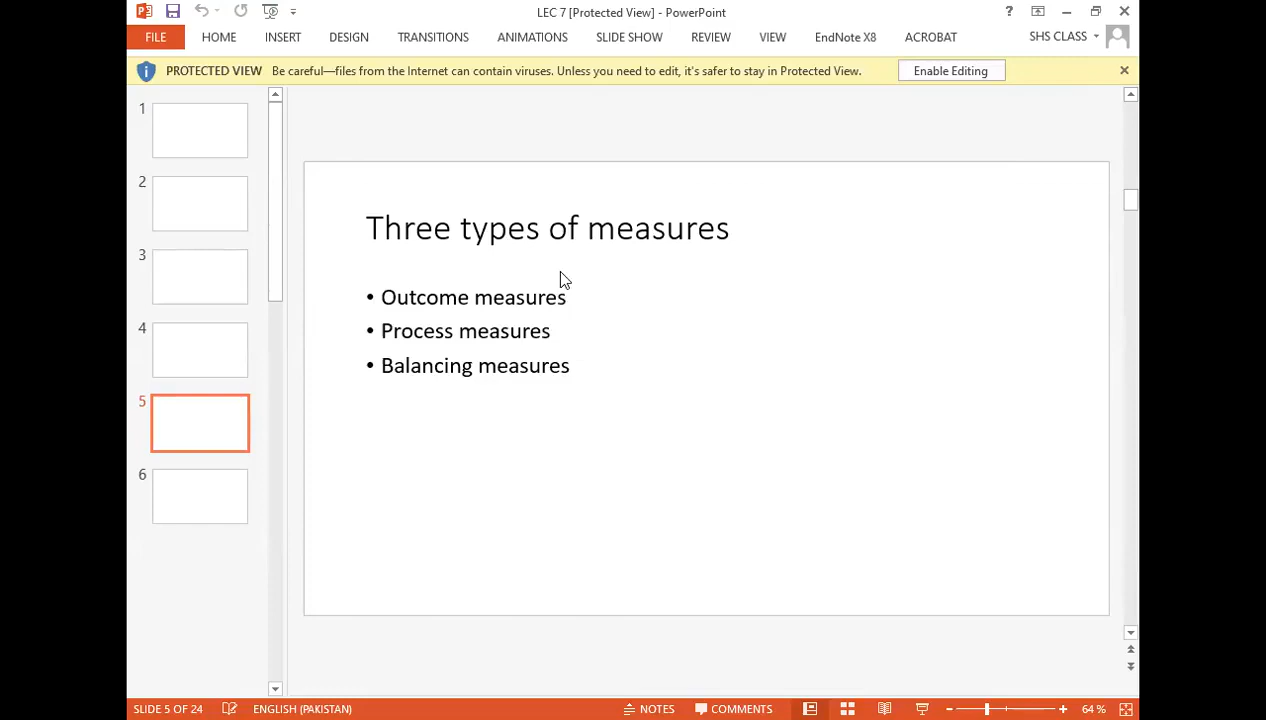 LEC 7 [Protected View] - PowerPoint
?
FILE HOME INSERT DESIGN TRANSITIONS ANIMATIONS SLIDE SHOW REVIEW VIEW EndNote X8 ACROBAT SHS CLASS
PROTECTED VIEW Be careful—files from the Internet can contain viruses. Unless you need to edit, it's safer to stay in Protected View. Enable Editing
1
2
3
4
5
6
Three types of measures
• Outcome measures
• Process measures
• Balancing measures
SLIDE 5 OF 24 ENGLISH (PAKISTAN) NOTES COMMENTS 64 %